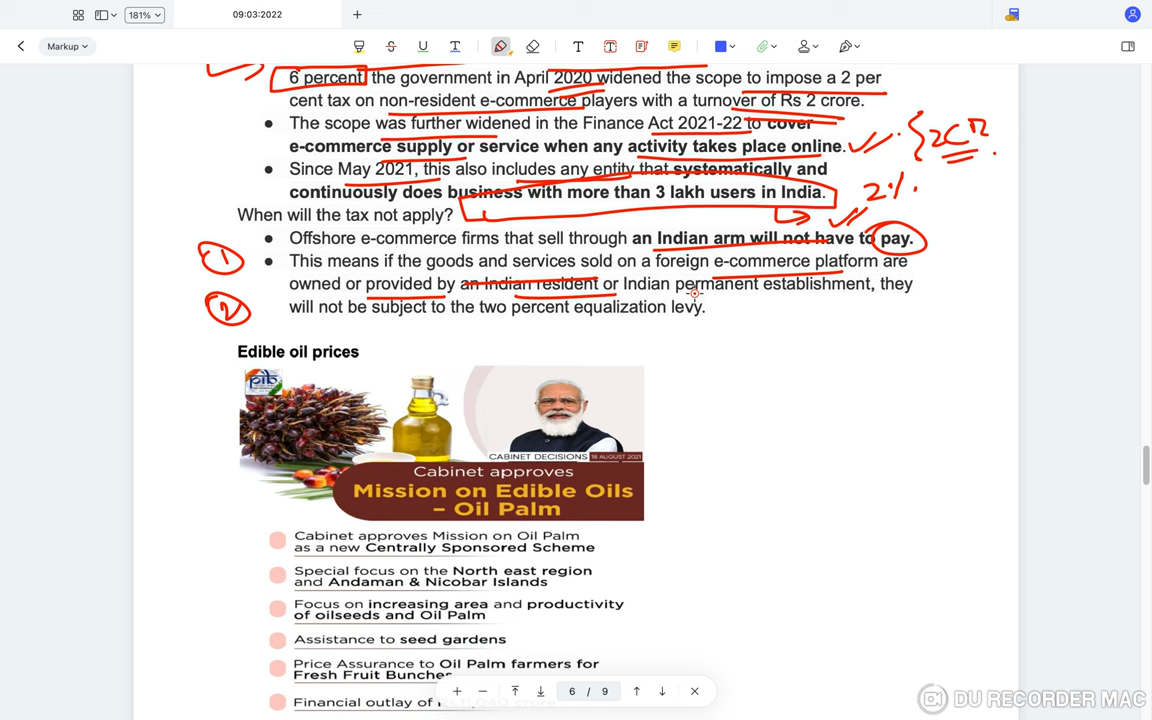 09:03:2022
181%
Markup
6 percent, the government in April 2020 widened the scope to impose a 2 per
cent tax on non-resident e-commerce players with a turnover of Rs 2 crore.
● The scope was further widened in the Finance Act 2021-22 to cover
e-commerce supply or service when any activity takes place online.
2Cr
● Since May 2021, this also includes any entity that systematically and
continuously does business with more than 3 lakh users in India.
2%.
When will the tax not apply?
● Offshore e-commerce firms that sell through an Indian arm will not have to pay.
1
● This means if the goods and services sold on a foreign e-commerce platform are
owned or provided by an Indian resident or Indian permanent establishment, they
2
will not be subject to the two percent equalization levy.
Edible oil prices
pib
CABINET DECISIONS 18 AUGUST 2021
Cabinet approves
Mission on Edible Oils
– Oil Palm
Cabinet approves Mission on Oil Palm
as a new Centrally Sponsored Scheme
Special focus on the North east region
and Andaman & Nicobar Islands
Focus on increasing area and productivity
of oilseeds and Oil Palm
Assistance to seed gardens
Price Assurance to Oil Palm farmers for
Fresh Fruit Bunches
Financial outlay of
6 / 9
DU RECORDER MAC